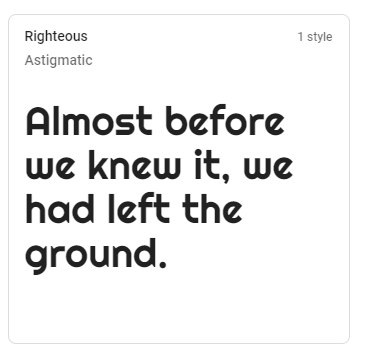 Righteous 1 style
Astigmatic
Almost before
we knew it, we
had left the
ground.